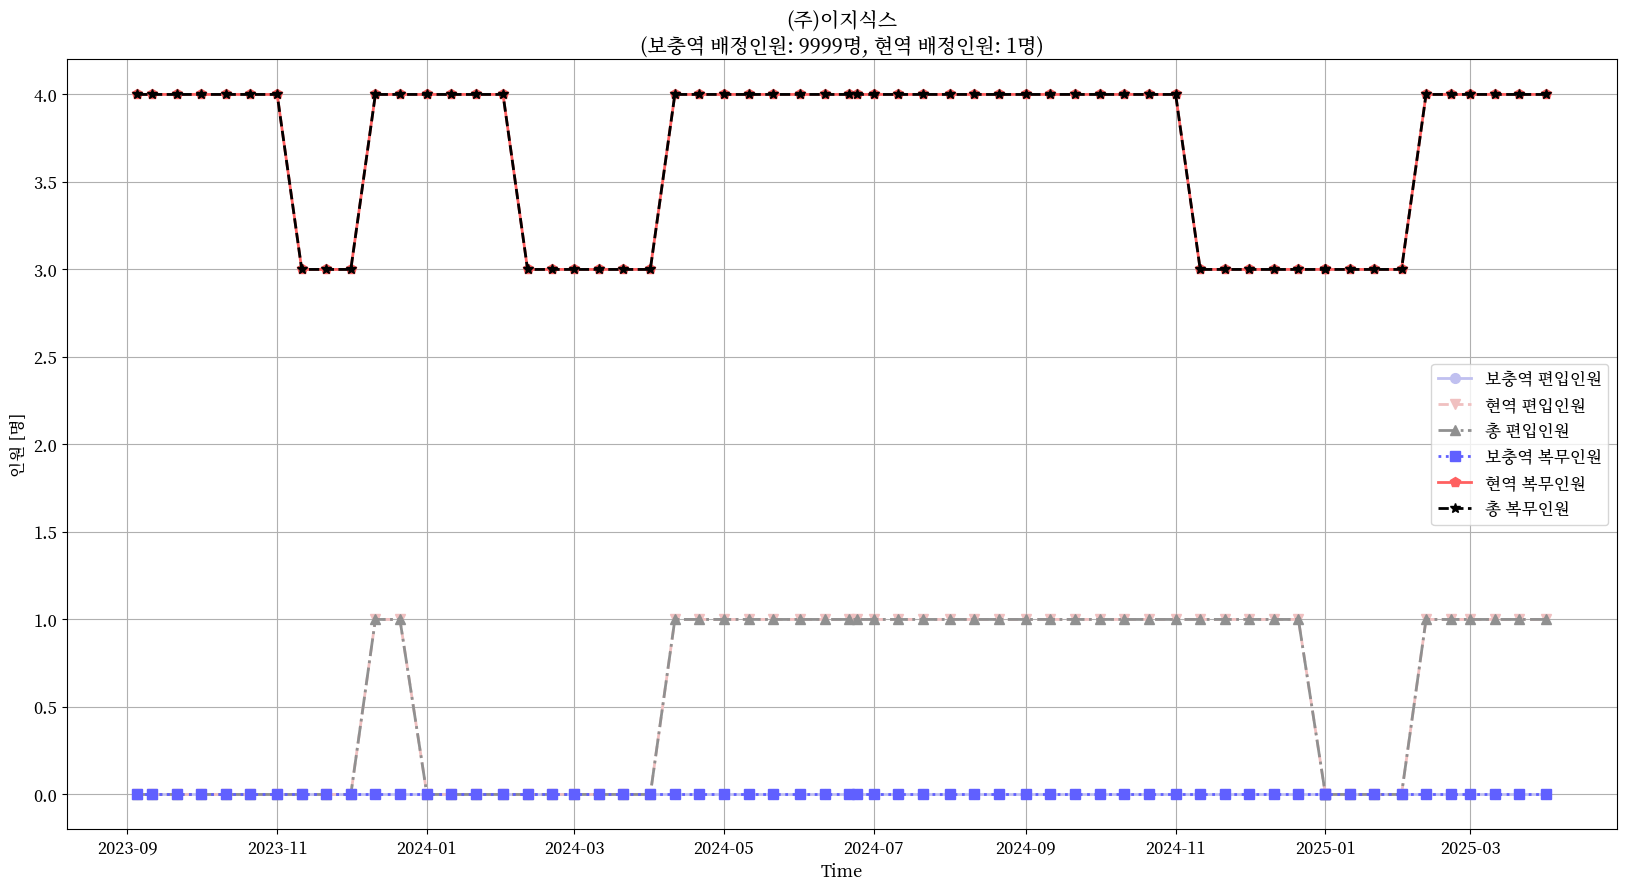 (주)이지식스
(보충역 배정인원: 9999명, 현역 배정인원: 1명)
인원 [명]
4.0
3.5
3.0
2.5
2.0
1.5
1.0
0.5
0.0
보충역 편입인원
현역 편입인원
총 편입인원
보충역 복무인원
현역 복무인원
총 복무인원
2023-09 2023-11 2024-01 2024-03 2024-05 2024-07 2024-09 2024-11 2025-01 2025-03
Time